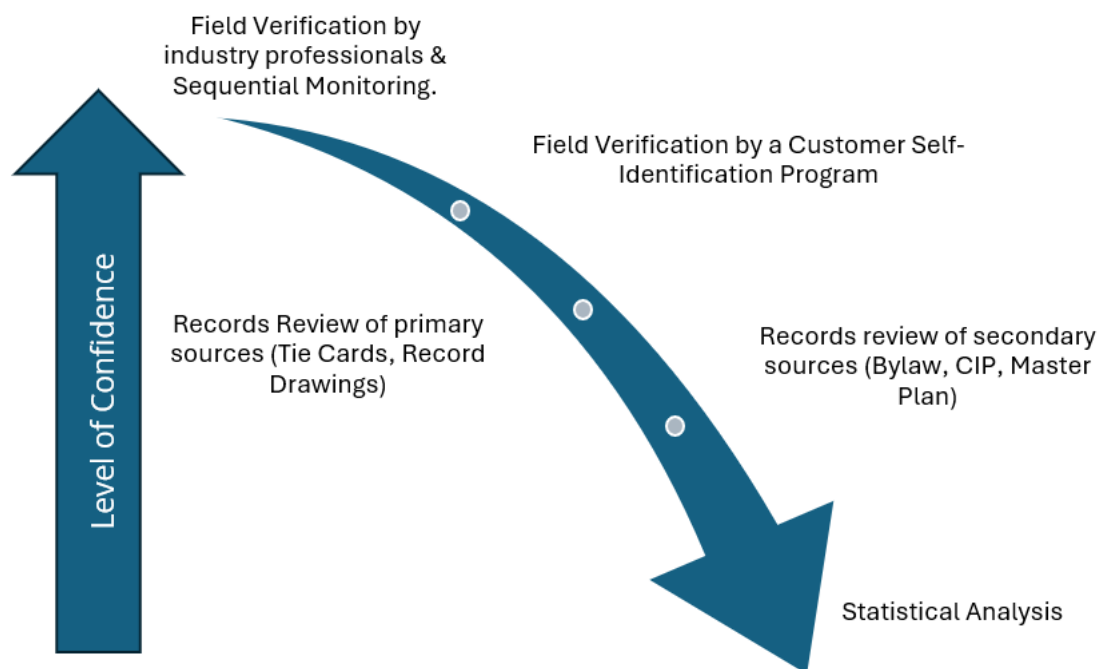 Field Verification by
industry professionals &
Sequential Monitoring.
Field Verification by a Customer Self-
Identification Program
Level of Confidence
Records Review of primary
sources (Tie Cards, Record
Drawings)
Records review of secondary
sources (Bylaw, CIP, Master
Plan)
Statistical Analysis